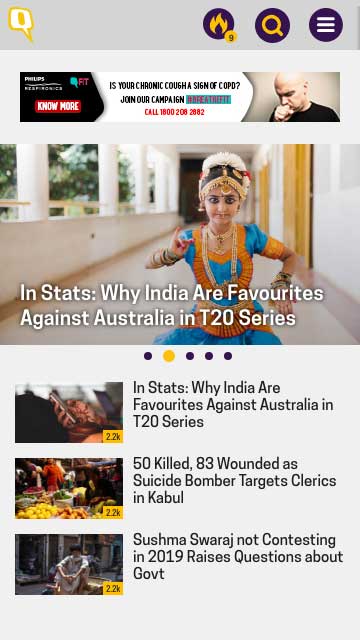 9
PHILIPS
RESPIRONICS
FIT
KNOW MORE
IS YOUR CHRONIC COUGH A SIGN OF COPD?
JOIN OUR CAMPAIGN #BREATHEFIT
CALL 1800 208 2882
In Stats: Why India Are Favourites
Against Australia in T20 Series
In Stats: Why India Are
Favourites Against Australia in
T20 Series
2.2k
50 Killed, 83 Wounded as
Suicide Bomber Targets Clerics
in Kabul
2.2k
Sushma Swaraj not Contesting
in 2019 Raises Questions about
Govt
2.2k